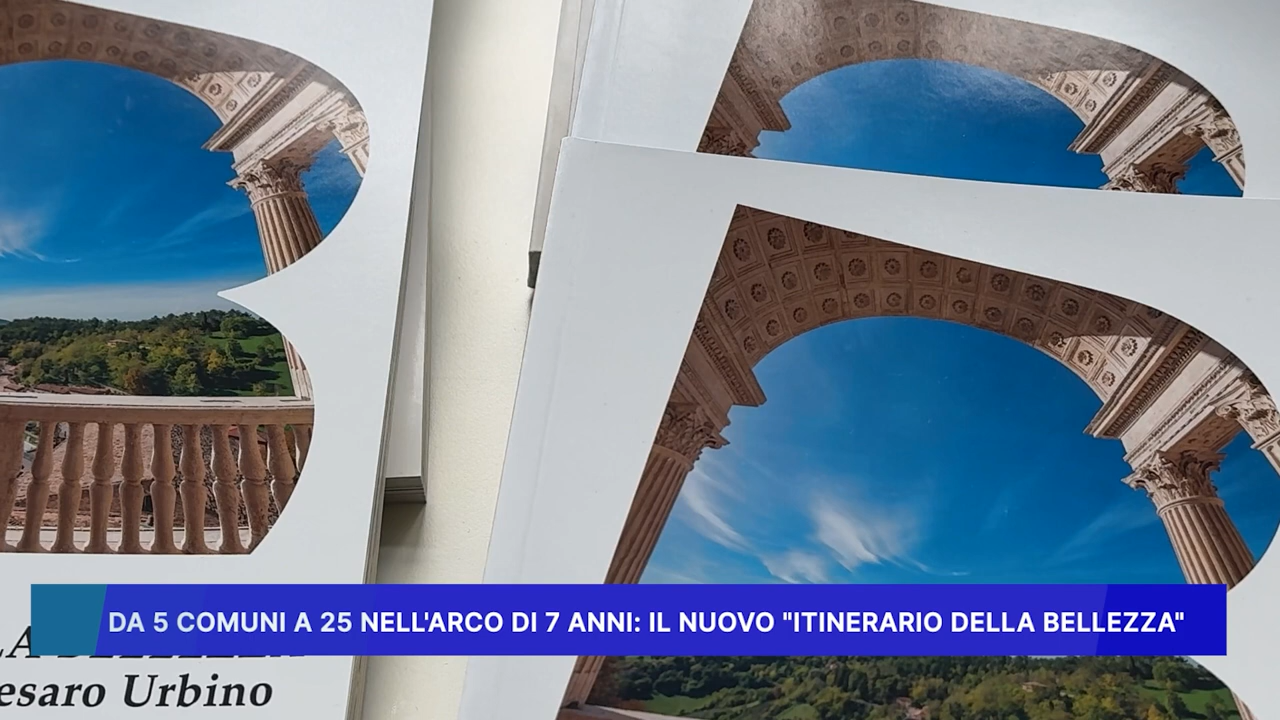 DA 5 COMUNI A 25 NELL'ARCO DI 7 ANNI: IL NUOVO "ITINERARIO DELLA BELLEZZA"
esaro Urbino